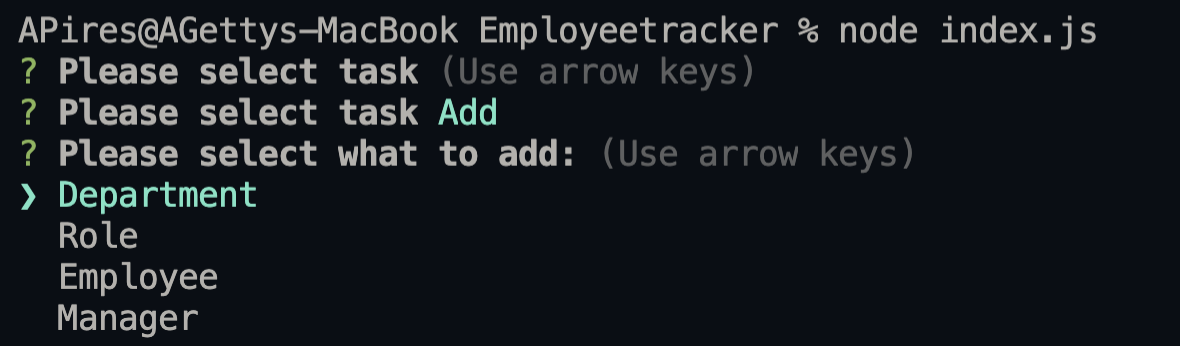 APires@AGettys-MacBook Employeetracker % node index.js
? Please select task (Use arrow keys)
? Please select task Add
? Please select what to add: (Use arrow keys)
❯ Department
Role
Employee
Manager